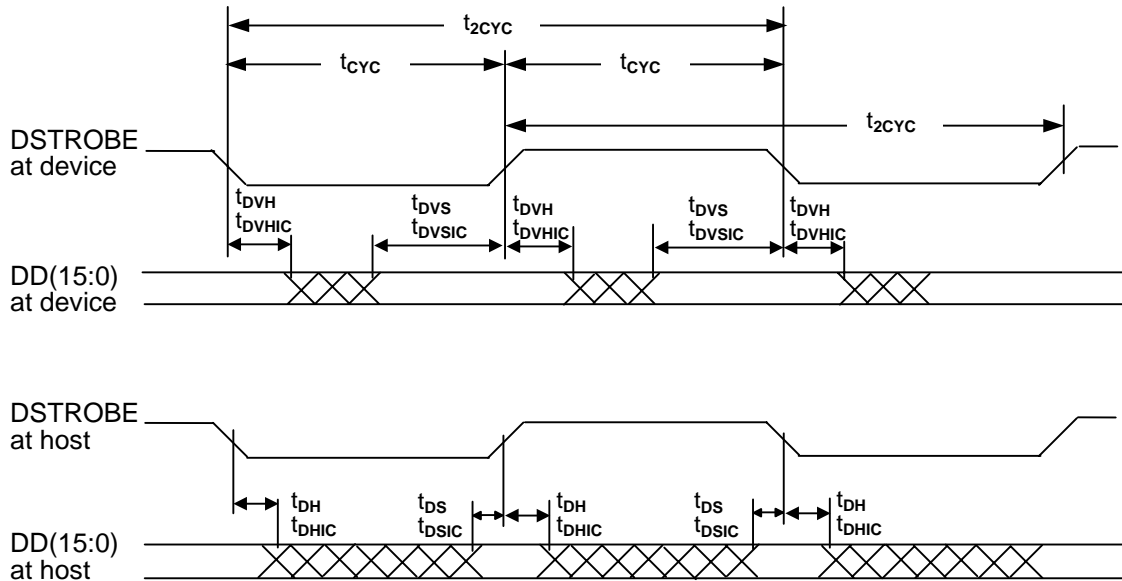 t2CYC
tCYC
tCYC
t2CYC
DSTROBE
at device
tDVH
tDVHIC
tDVS
tDVSIC
tDVH
tDVHIC
tDVS
tDVSIC
tDVH
tDVHIC
DD(15:0)
at device
DSTROBE
at host
tDH
tDHIC
tDS
tDSIC
tDH
tDHIC
tDS
tDSIC
tDH
tDHIC
DD(15:0)
at host